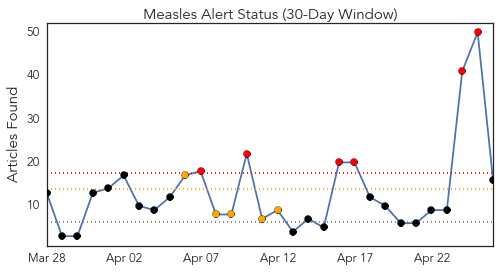 Measles Alert Status (30-Day Window)
Articles Found
50
40
30
20
10
Mar 28 Apr 02 Apr 07 Apr 12 Apr 17 Apr 22